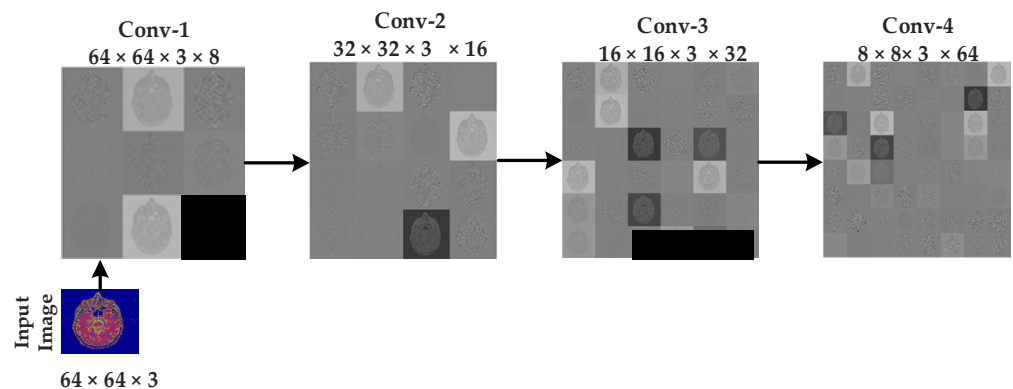 Conv-1
64 × 64 × 3 × 8
Conv-2
32 × 32 × 3 × 16
Conv-3
16 × 16 × 3 × 32
Conv-4
8 × 8× 3 × 64
Input
Image
64 × 64 × 3